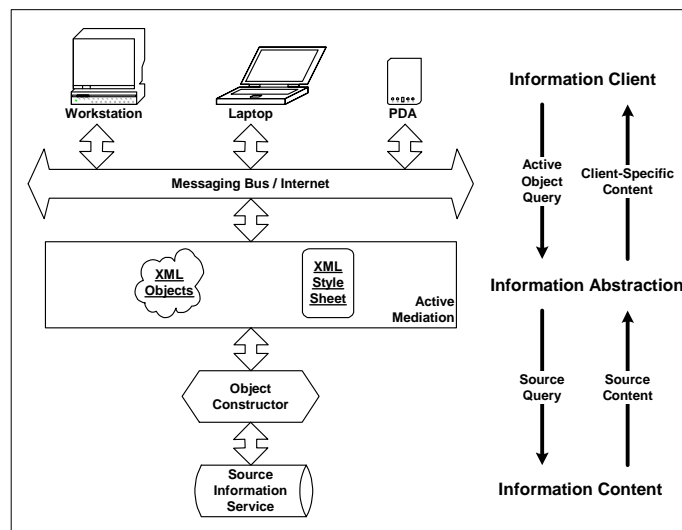 Workstation
Laptop
PDA
Messaging Bus / Internet
XML
Objects
XML
Style
Sheet
Active
Mediation
Object
Constructor
Source
Information
Service
Information Client
Active
Object
Query
Client-Specific
Content
Information Abstraction
Source
Query
Source
Content
Information Content